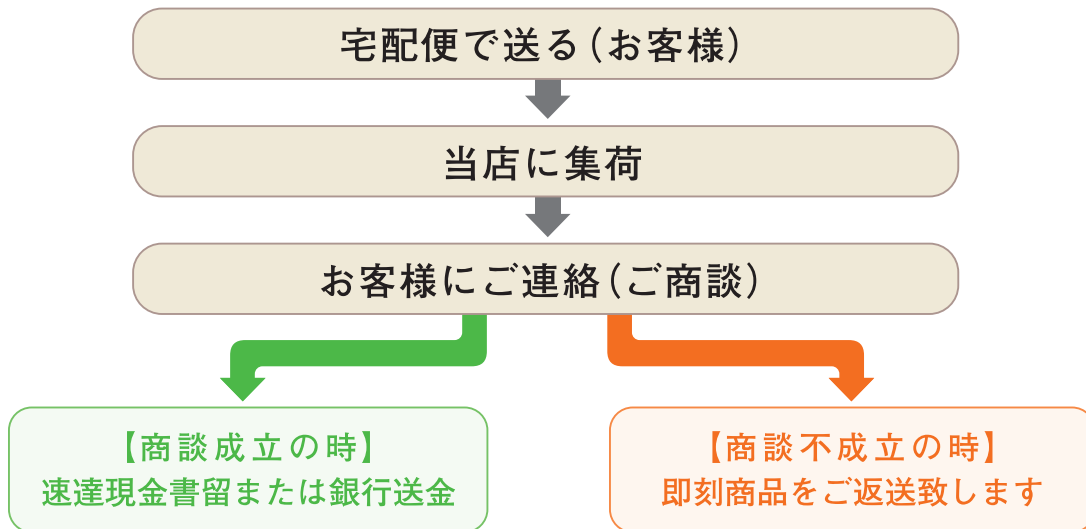 宅配便で送る(お客様)
当店に集荷
お客様にご連絡(ご商談)
【商談成立の時】
速達現金書留または銀行送金
【商談不成立の時】
即刻商品をご返送致します